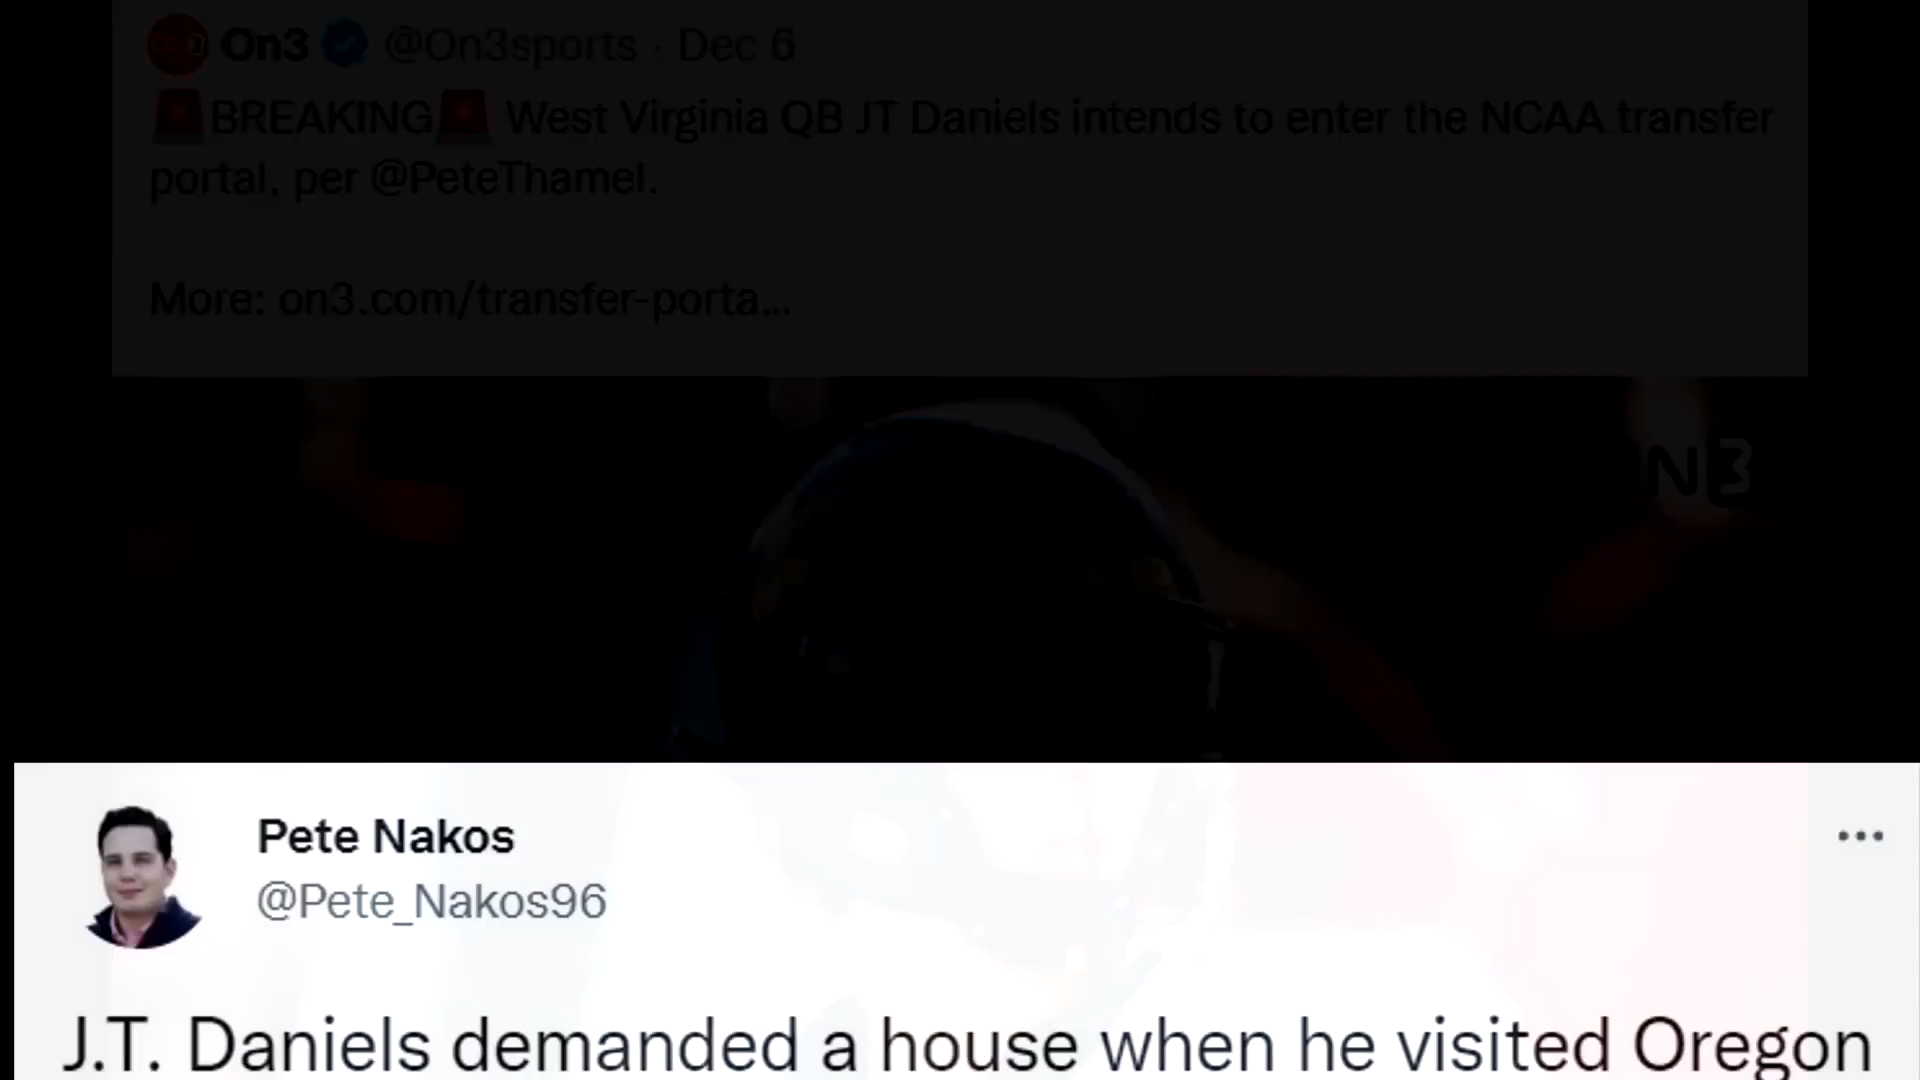 On3 @On3sports · Dec 6
🚨BREAKING🚨 West Virginia QB JT Daniels intends to enter the NCAA transfer
portal, per @PeteThamel.
More: on3.com/transfer-porta...
N3
Pete Nakos
@Pete_Nakos96
J.T. Daniels demanded a house when he visited Oregon